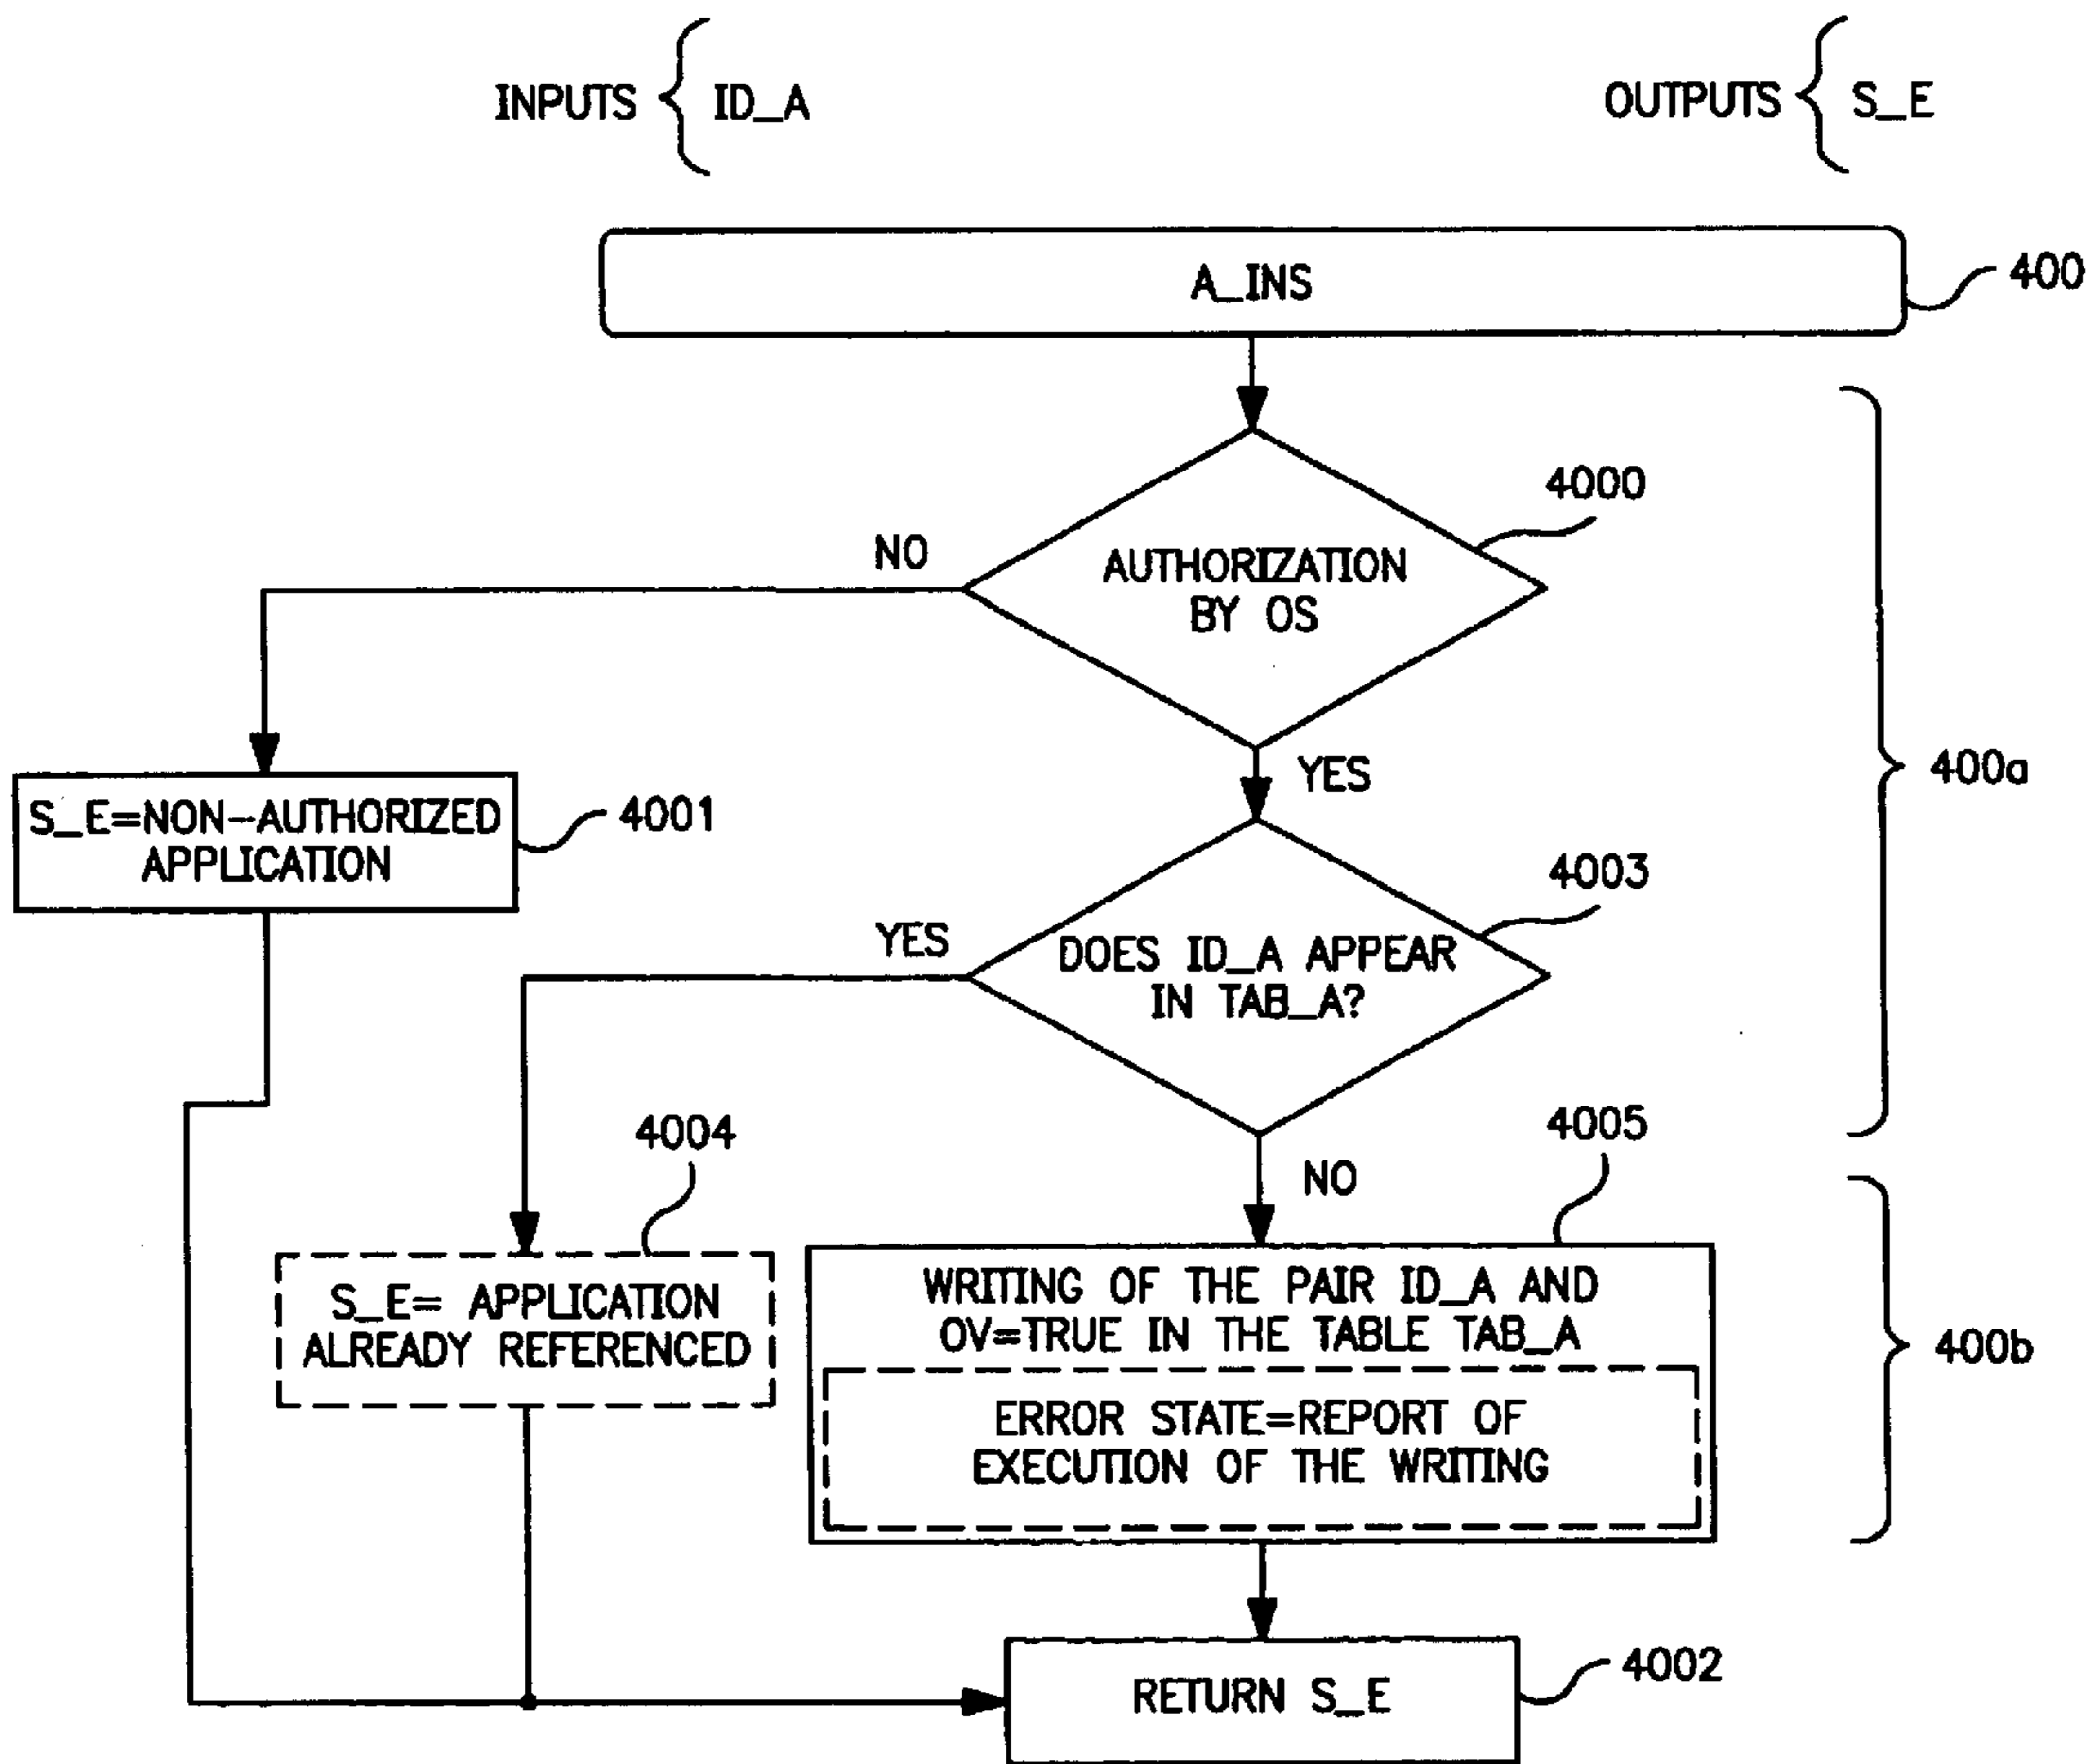 INPUTS { ID_A
OUTPUTS { S_E
A_INS
400
4000
NO
AUTHORIZATION
BY OS
YES
400a
S_E=NON-AUTHORIZED
APPLICATION
4001
4003
YES
DOES ID_A APPEAR
IN TAB_A?
4004
4005
NO
S_E= APPLICATION
ALREADY REFERENCED
WRITING OF THE PAIR ID_A AND
OV=TRUE IN THE TABLE TAB_A
400b
ERROR STATE=REPORT OF
EXECUTION OF THE WRITING
4002
RETURN S_E